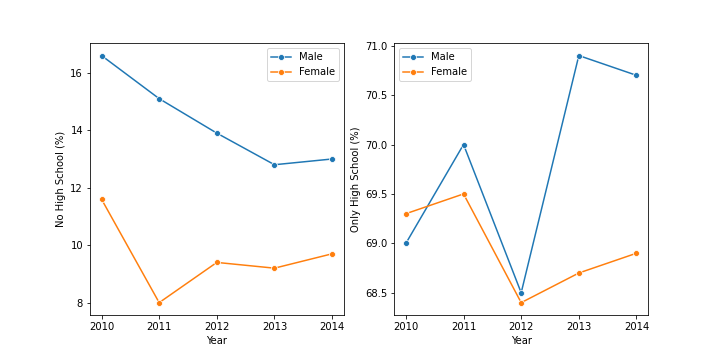 No High School (%)
16
14
12
10
8
Male
Female
2010 2011 2012 2013 2014
Year
Only High School (%)
71.0
70.5
70.0
69.5
69.0
68.5
Male
Female
2010 2011 2012 2013 2014
Year